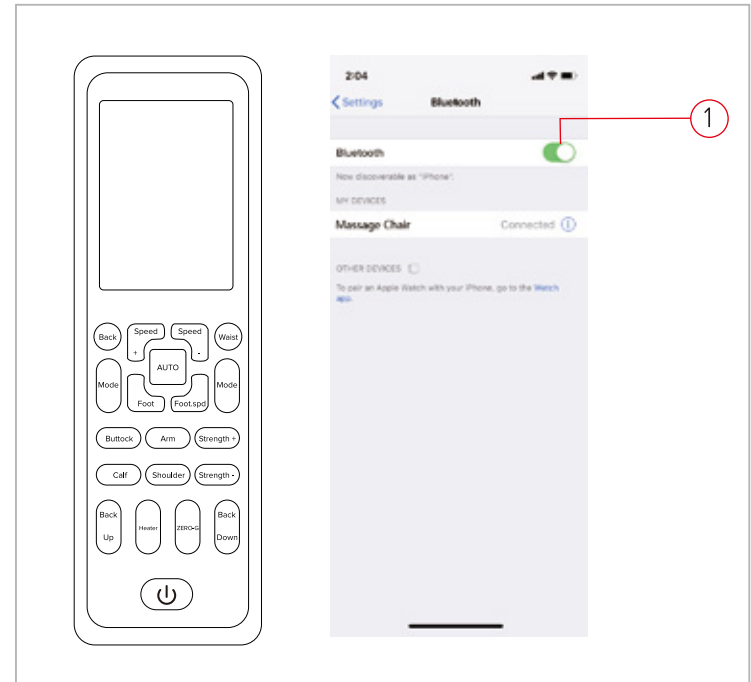 Back
Speed
+
Speed
-
Waist
Mode
AUTO
Mode
Foot
Foot.spd
Buttock
Arm
Strength +
Calf
Shoulder
Strength -
Back
Up
Heater
ZERO-G
Back
Down
2:04
Settings
Bluetooth
Bluetooth
Now discoverable as "iPhone".
MY DEVICES
Massage Chair
Connected
OTHER DEVICES
To pair an Apple Watch with your iPhone, go to the Watch
app.
1